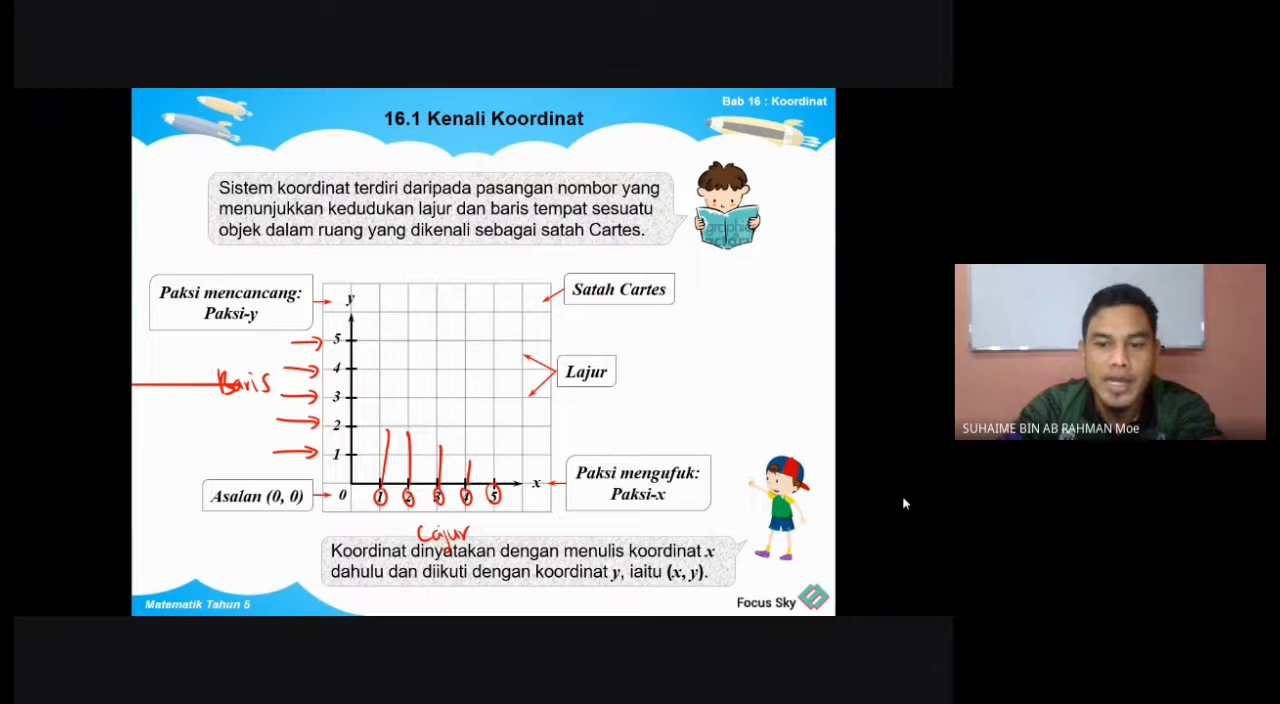 Bab 16 : Koordinat
16.1 Kenali Koordinat
Sistem koordinat terdiri daripada pasangan nombor yang
menunjukkan kedudukan lajur dan baris tempat sesuatu
objek dalam ruang yang dikenali sebagai satah Cartes.
Paksi mencancang:
Paksi-y
y
Satah Cartes
5
4
Lajur
Baris
3
2
1
Paksi mengufuk:
Paksi-x
x
Asalan (0, 0)
0
1 2 3 4 5
Lajur
Koordinat dinyatakan dengan menulis koordinat x
dahulu dan diikuti dengan koordinat y, iaitu (x, y).
Matematik Tahun 5
Focus Sky
SUHAIME BIN AB RAHMAN Moe